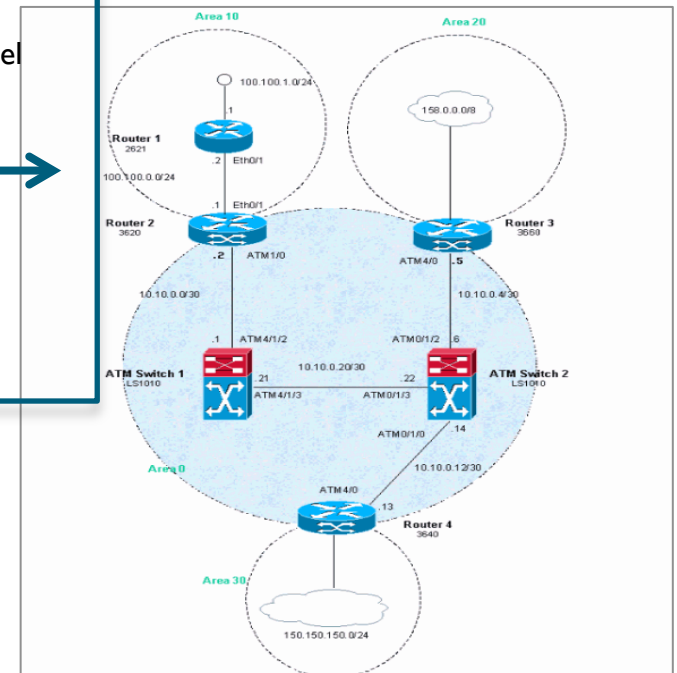 el
Area 10
Area 20
100.100.1.0/24
158.0.0.0/8
.1
Router 1
2621
.2 Eth0/1
100.100.0.0/24
.1 Eth0/1
Router 2
3620
Router 3
3660
.2 ATM1/0
ATM4/0 .5
10.10.0.0/30
10.10.0.4/30
.1 ATM4/1/2
ATM0/1/2 .6
10.10.0.20/30
ATM Switch 1
LS1010
ATM Switch 2
LS1010
.21
.22
ATM4/1/3
ATM0/1/3
.14
ATM0/1/0
10.10.0.12/30
Area 0
ATM4/0
.13
Router 4
3640
Area 30
150.150.150.0/24